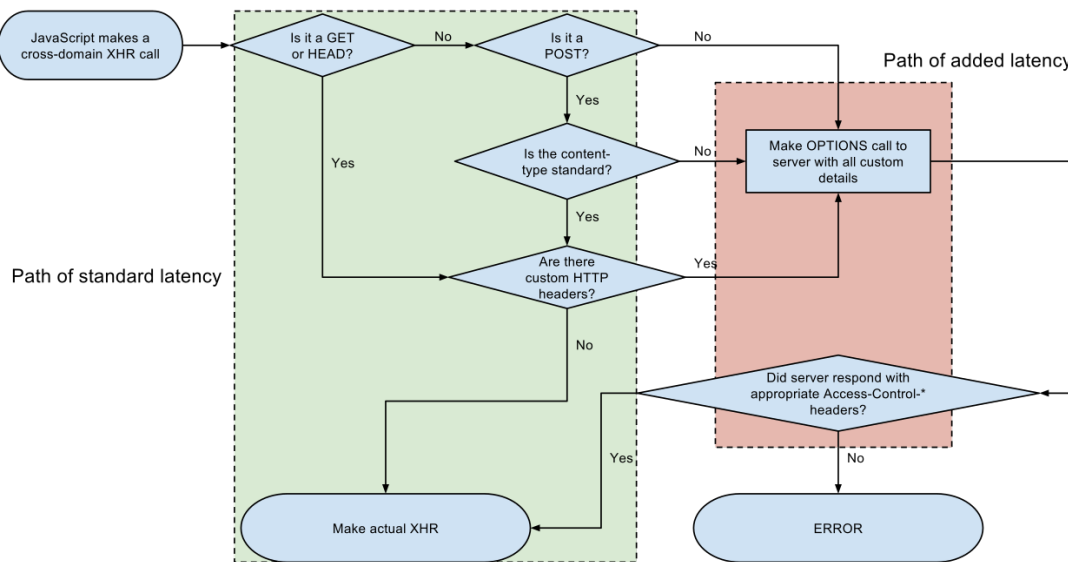 JavaScript makes a
cross-domain XHR call
Is it a GET
or HEAD?
No
Is it a
POST?
No
Path of added latency
Yes
Yes
Is the content-
type standard?
No
Make OPTIONS call to
server with all custom
details
Yes
Path of standard latency
Are there
custom HTTP
headers?
Yes
No
Did server respond with
appropriate Access-Control-*
headers?
Yes
No
Make actual XHR
ERROR